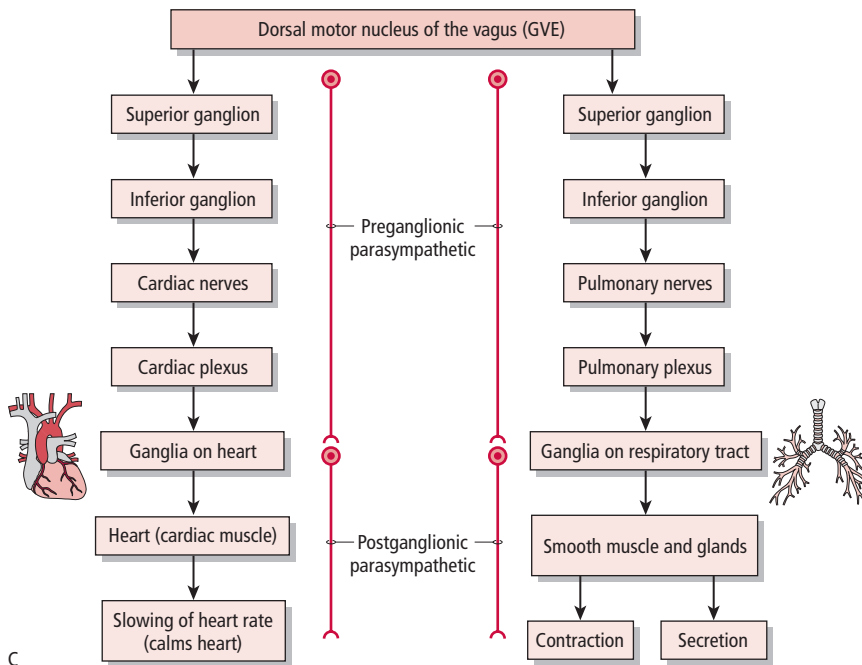 Dorsal motor nucleus of the vagus (GVE)
Superior ganglion
Inferior ganglion
Cardiac nerves
Cardiac plexus
Ganglia on heart
Heart (cardiac muscle)
Slowing of heart rate
(calms heart)
Preganglionic
parasympathetic
Postganglionic
parasympathetic
Superior ganglion
Inferior ganglion
Pulmonary nerves
Pulmonary plexus
Ganglia on respiratory tract
Smooth muscle and glands
Contraction
Secretion
C